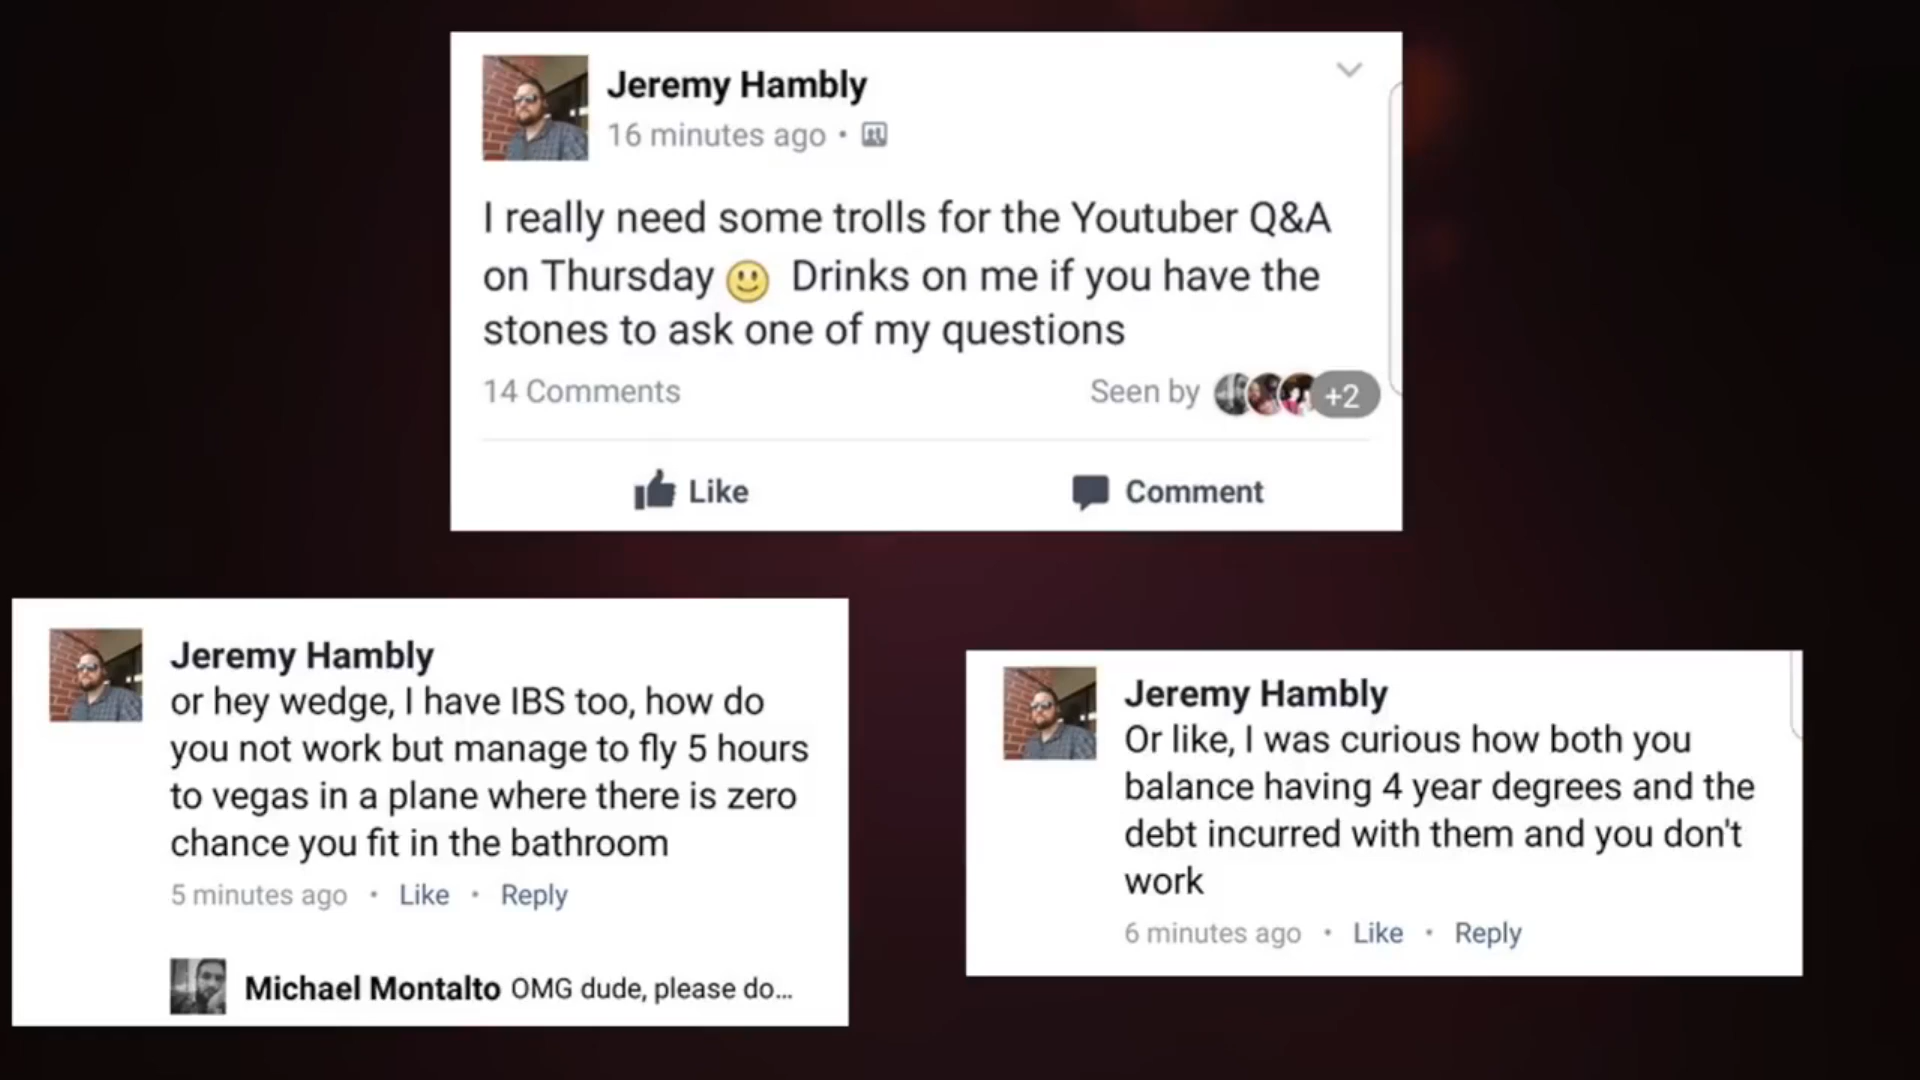 Jeremy Hambly
16 minutes ago ·
I really need some trolls for the Youtuber Q&A
on Thursday 🙂 Drinks on me if you have the
stones to ask one of my questions
14 Comments
Seen by +2
Like
Comment
Jeremy Hambly
or hey wedge, I have IBS too, how do
you not work but manage to fly 5 hours
to vegas in a plane where there is zero
chance you fit in the bathroom
5 minutes ago · Like · Reply
Michael Montalto OMG dude, please do...
Jeremy Hambly
Or like, I was curious how both you
balance having 4 year degrees and the
debt incurred with them and you don't
work
6 minutes ago · Like · Reply